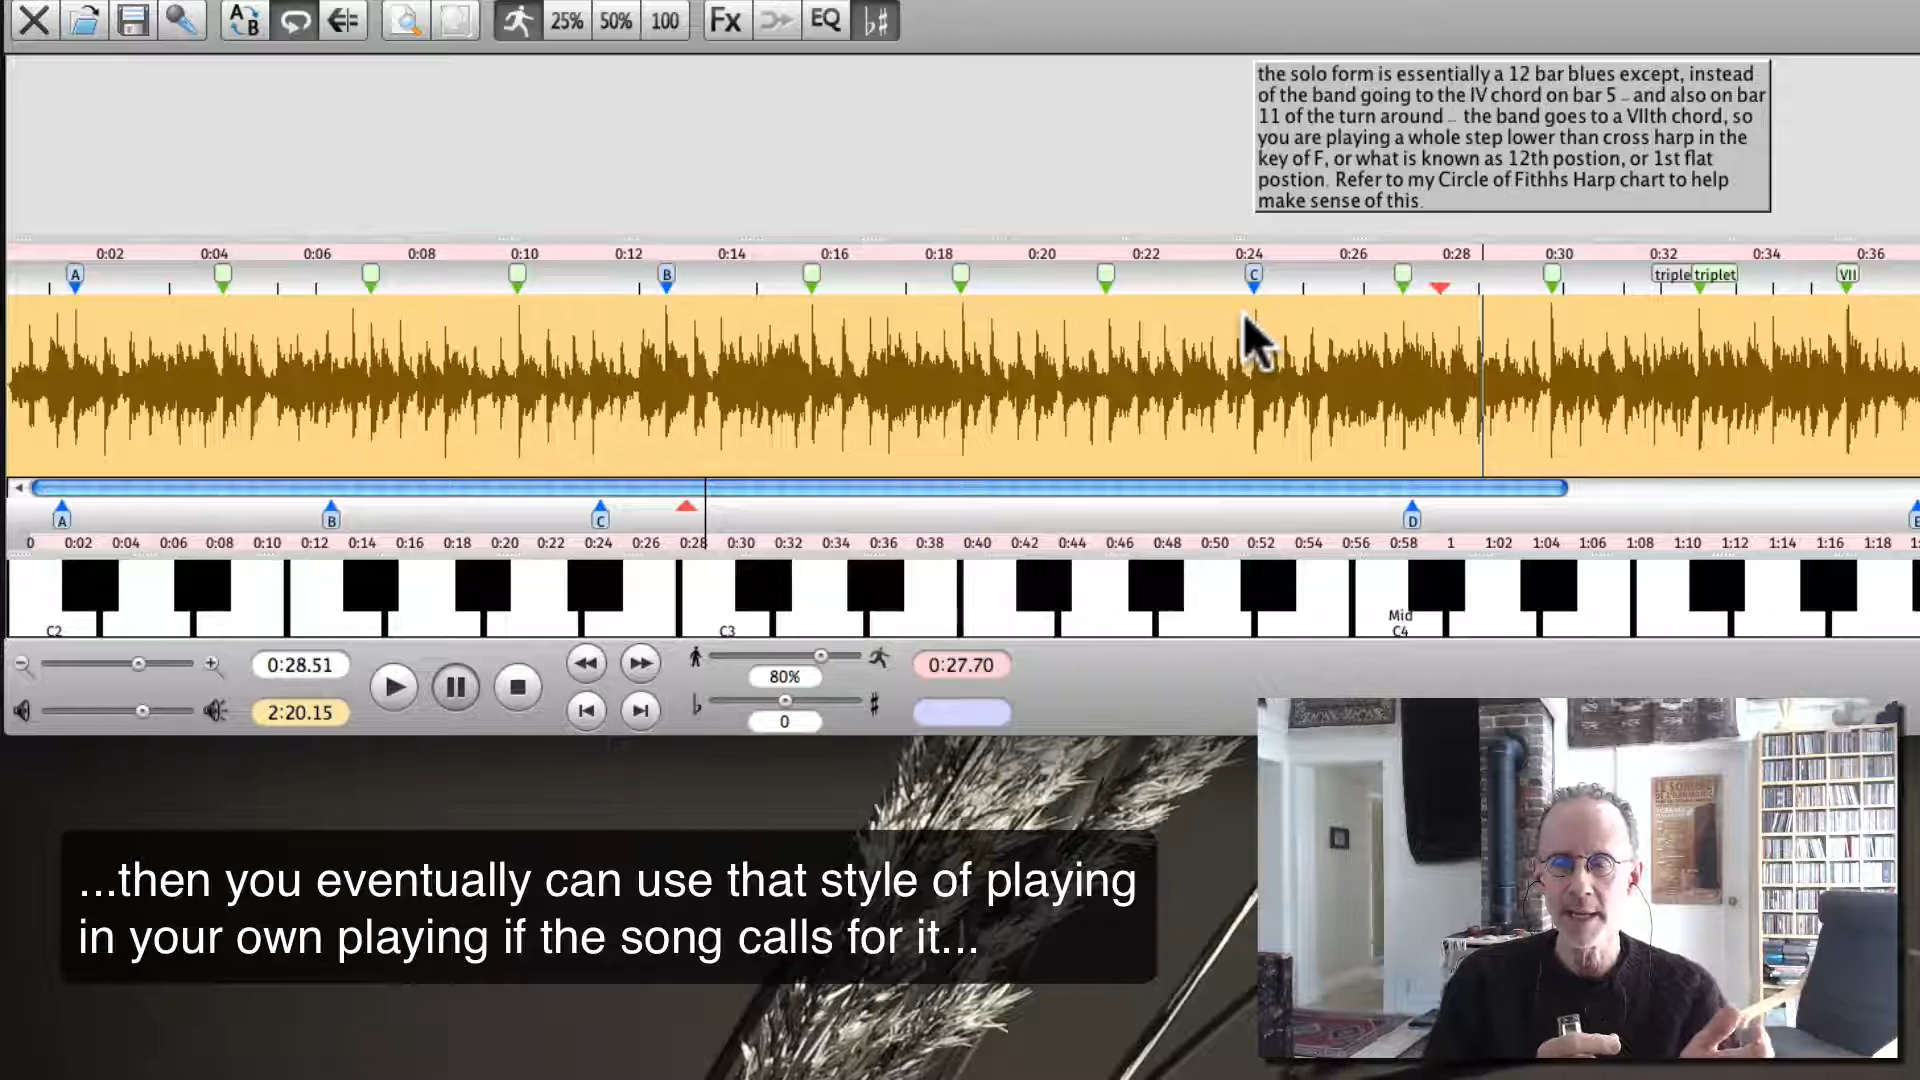 A B 25% 50% 100 Fx EQ ♭♯
the solo form is essentially a 12 bar blues except, instead
of the band going to the IV chord on bar 5 – and also on bar
11 of the turn around – the band goes to a VIIth chord, so
you are playing a whole step lower than cross harp in the
key of F, or what is known as 12th postion, or 1st flat
postion. Refer to my Circle of Fithhs Harp chart to help
make sense of this.
0:02 0:04 0:06 0:08 0:10 0:12 0:14 0:16 0:18 0:20 0:22 0:24 0:26 0:28 0:30 0:32 0:34 0:36
A B C triple triplet VII
A B C D E
0 0:02 0:04 0:06 0:08 0:10 0:12 0:14 0:16 0:18 0:20 0:22 0:24 0:26 0:28 0:30 0:32 0:34 0:36 0:38 0:40 0:42 0:44 0:46 0:48 0:50 0:52 0:54 0:56 0:58 1 1:02 1:04 1:06 1:08 1:10 1:12 1:14 1:16 1:18 1:
C2 C3 Mid
C4
0:28.51 80% 0:27.70
2:20.15 ♭ 0 ♯
...then you eventually can use that style of playing
in your own playing if the song calls for it...